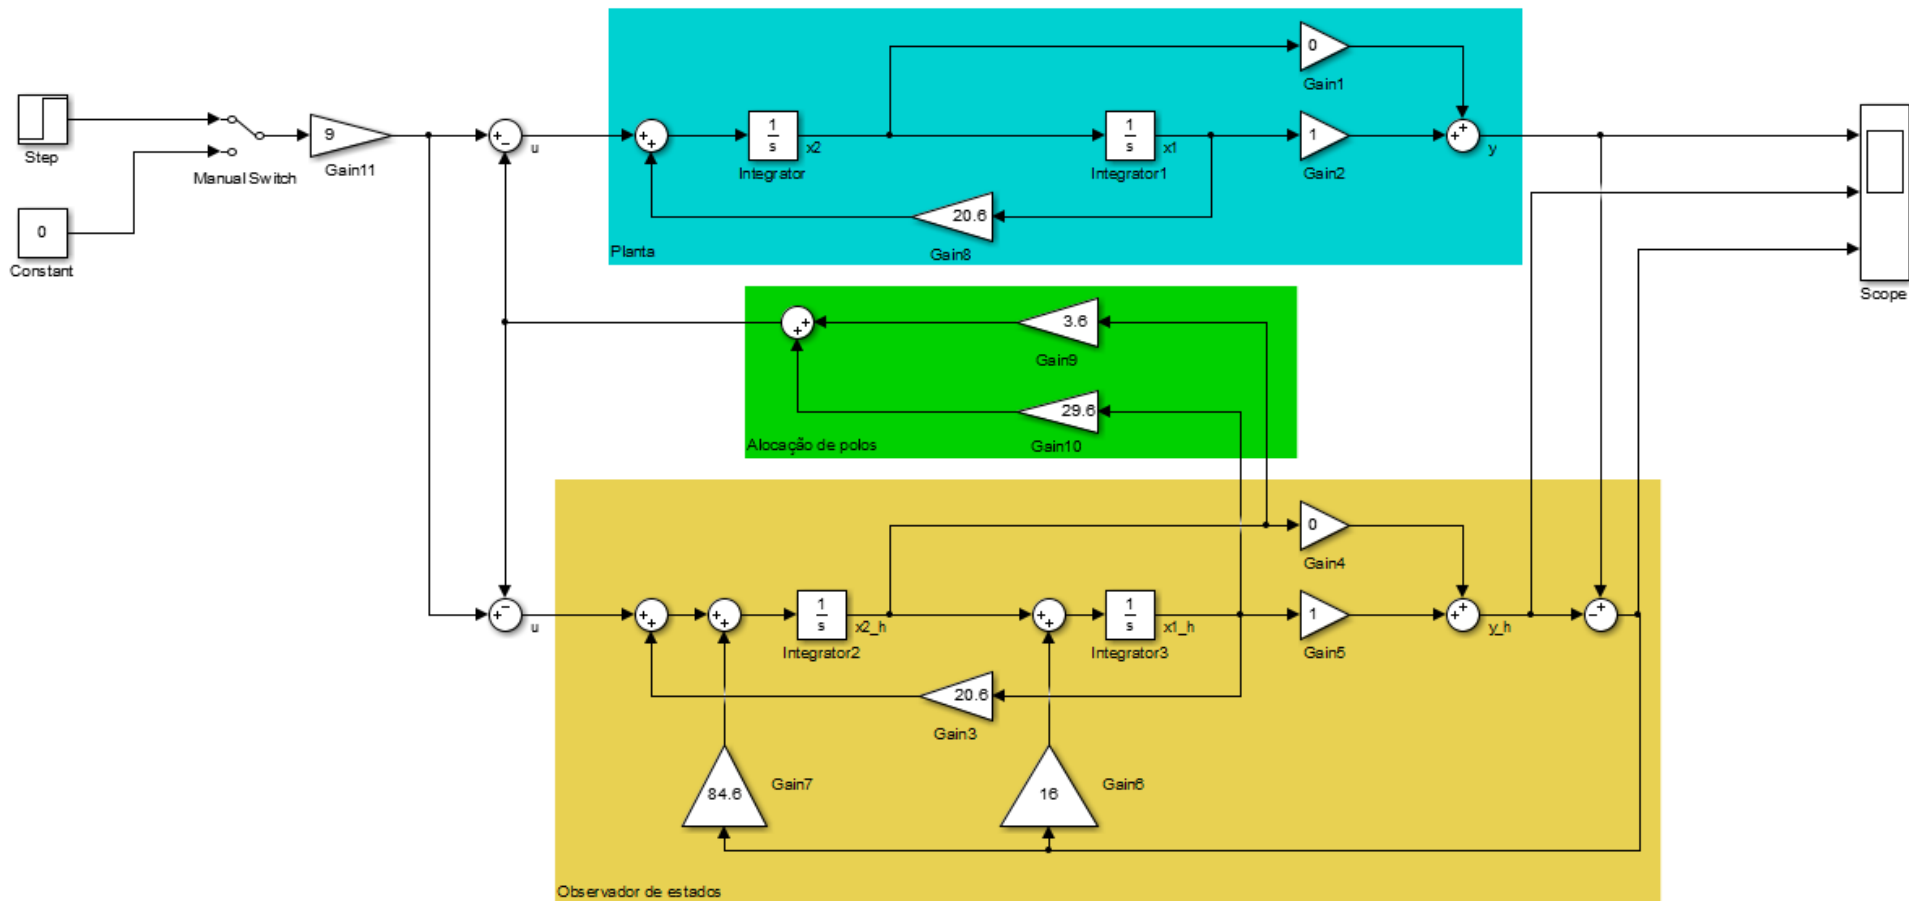 0
Gain1
Step
9
Gain11
Manual Switch
0
Constant
u
1
s
x2
Integrator
1
s
x1
Integrator1
1
Gain2
y
20.6
Gain8
Planta
Scope
3.6
Gain9
29.6
Gain10
Alocação de polos
0
Gain4
u
1
s
x2_h
Integrator2
1
s
x1_h
Integrator3
1
Gain5
y_h
20.6
Gain3
84.6
Gain7
16
Gain6
Observador de estados